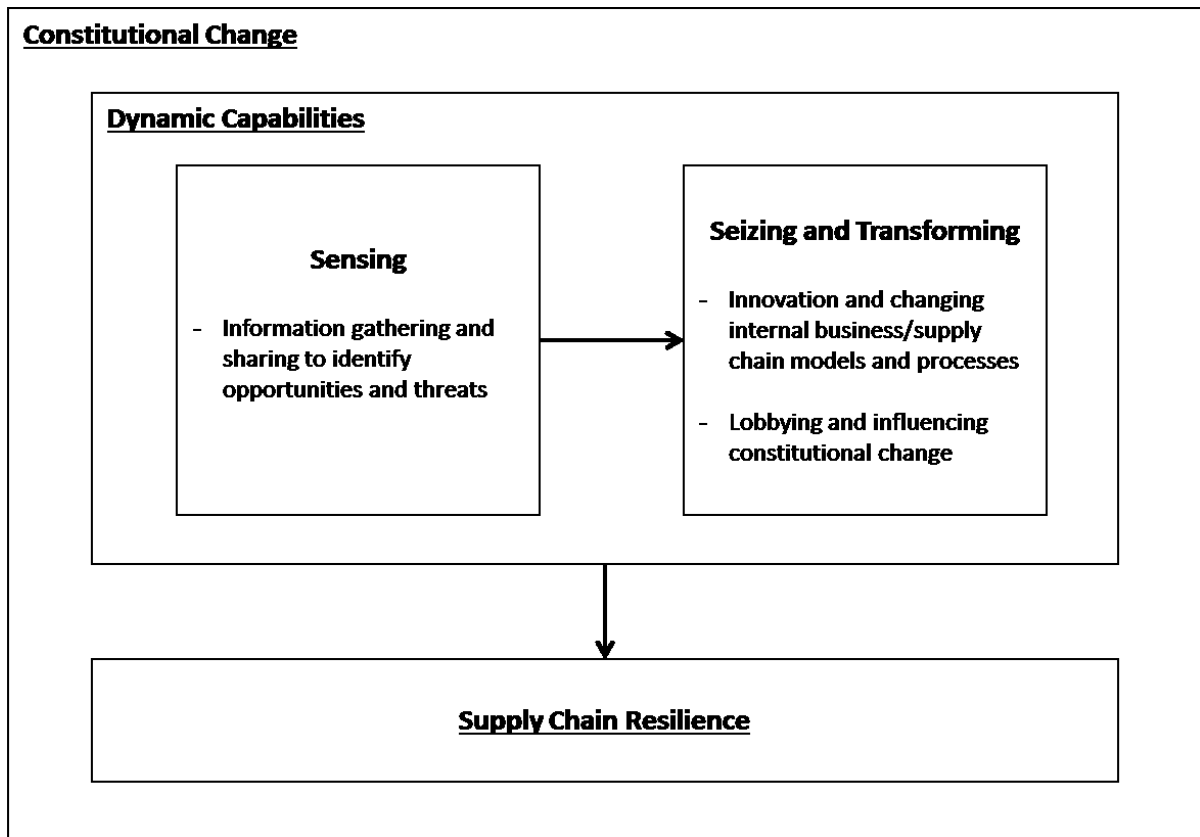 Constitutional Change
Dynamic Capabilities
Sensing
- Information gathering and
sharing to identify
opportunities and threats
Seizing and Transforming
- Innovation and changing
internal business/supply
chain models and processes
- Lobbying and influencing
constitutional change
Supply Chain Resilience